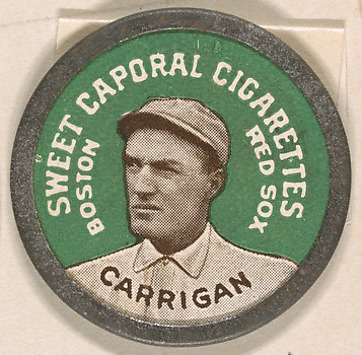 SWEET CAPORAL CIGARETTES
BOSTON
RED SOX
CARRIGAN